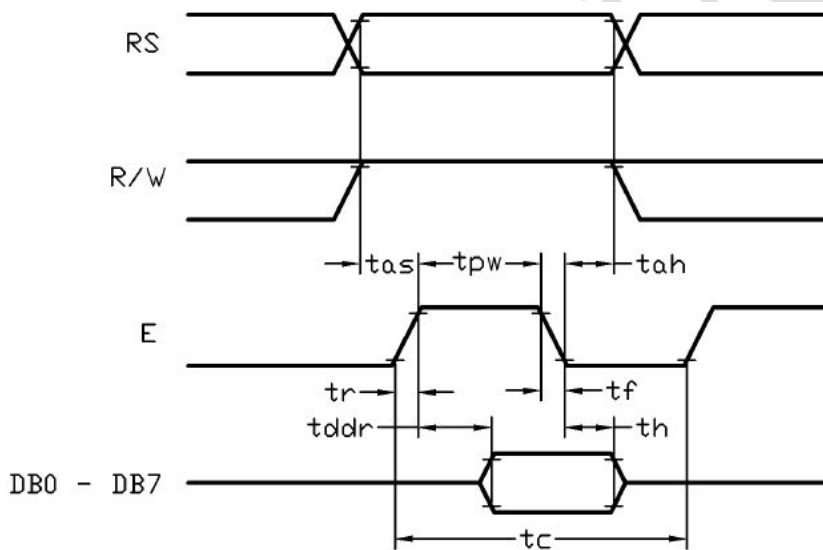 RS
R/W
tas tpw tah
E
tr tf
tddr th
DB0 - DB7
tc